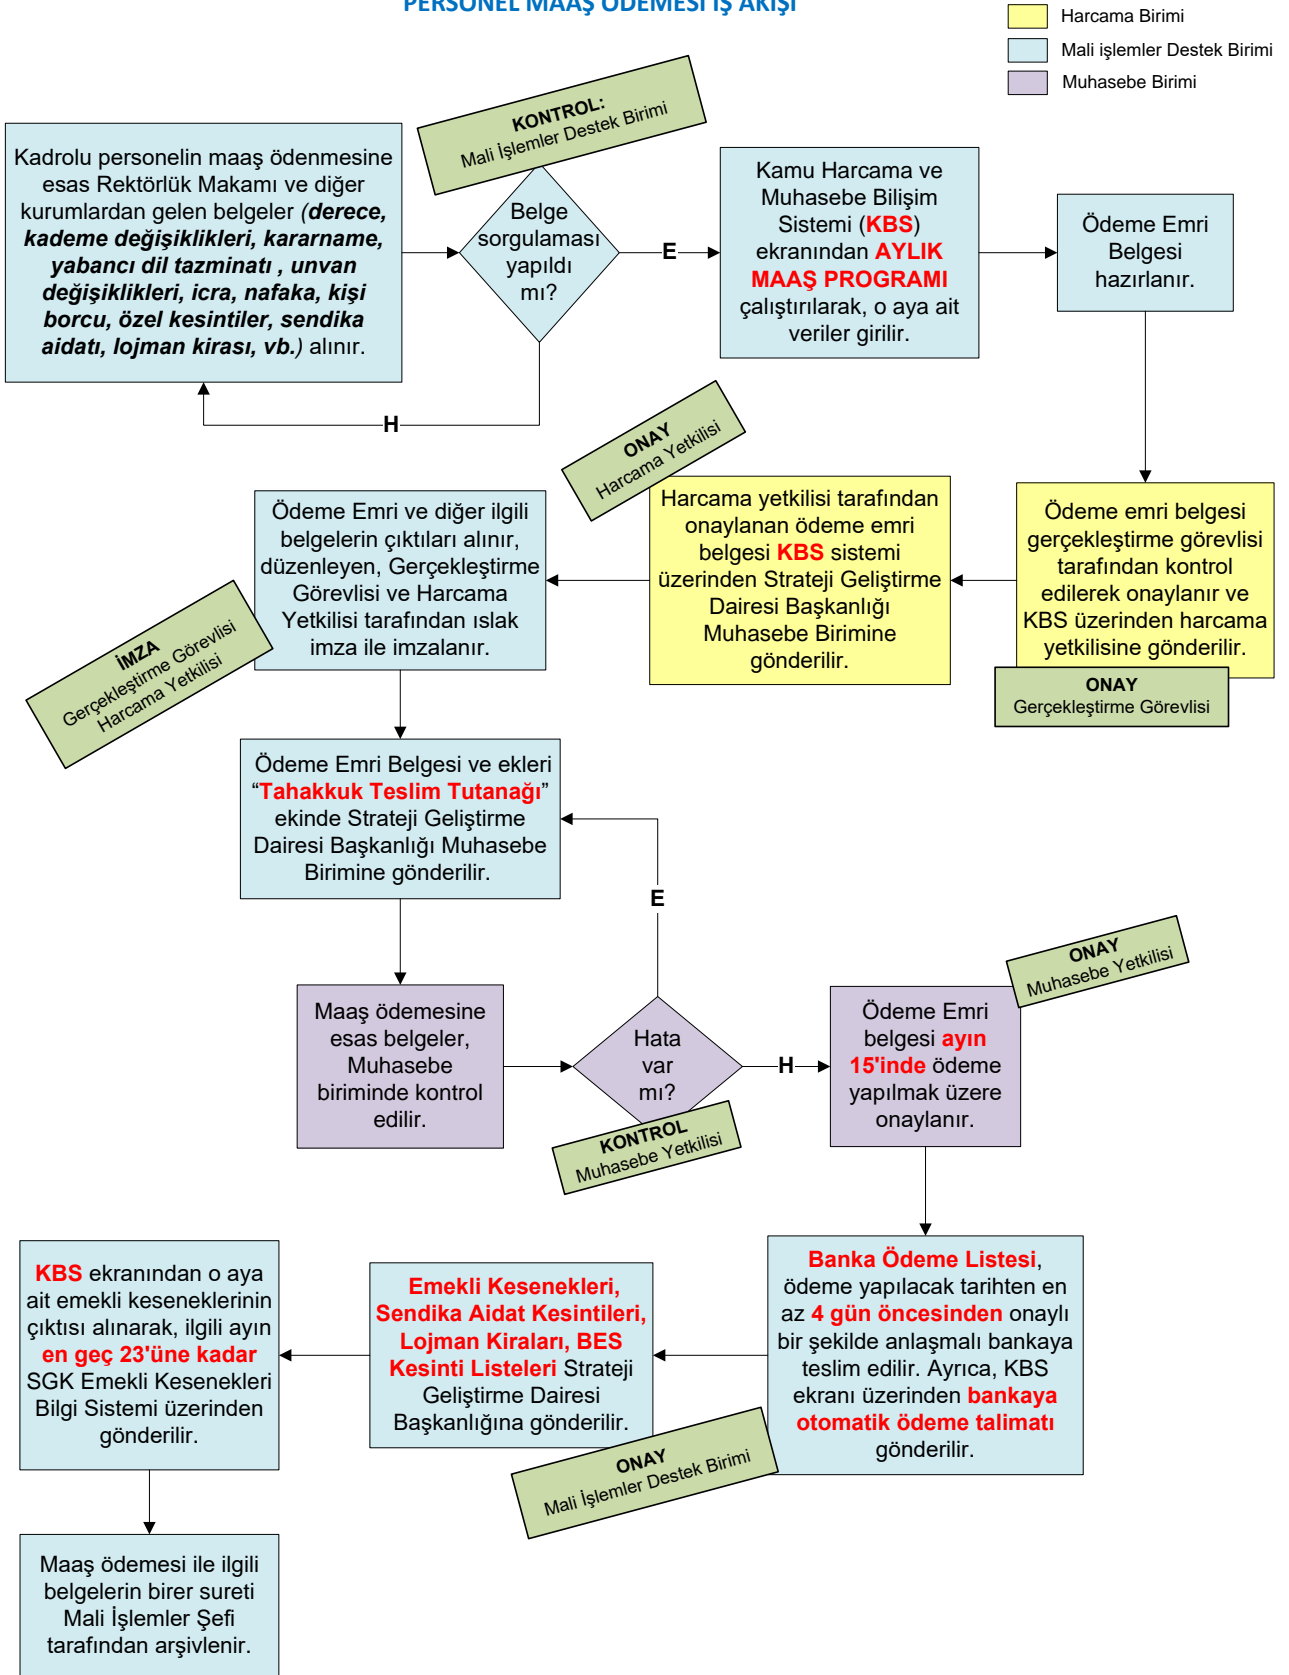 PERSONEL MAAŞ ÖDEMESİ İŞ AKIŞI
Harcama Birimi
Mali işlemler Destek Birimi
Muhasebe Birimi
KONTROL:
Mali İşlemler Destek Birimi
Kadrolu personelin maaş ödenmesine
esas Rektörlük Makamı ve diğer
kurumlardan gelen belgeler (derece,
kademe değişiklikleri, kararname,
yabancı dil tazminatı , unvan
değişiklikleri, icra, nafaka, kişi
borcu, özel kesintiler, sendika
aidatı, lojman kirası, vb.) alınır.
Belge
sorgulaması
yapıldı
mı?
E
H
Kamu Harcama ve
Muhasebe Bilişim
Sistemi (KBS)
ekranından AYLIK
MAAŞ PROGRAMI
çalıştırılarak, o aya ait
veriler girilir.
Ödeme Emri
Belgesi
hazırlanır.
Ödeme emri belgesi
gerçekleştirme görevlisi
tarafından kontrol
edilerek onaylanır ve
KBS üzerinden harcama
yetkilisine gönderilir.
ONAY
Gerçekleştirme Görevlisi
ONAY
Harcama Yetkilisi
Harcama yetkilisi tarafından
onaylanan ödeme emri
belgesi KBS sistemi
üzerinden Strateji Geliştirme
Dairesi Başkanlığı
Muhasebe Birimine
gönderilir.
Ödeme Emri ve diğer ilgili
belgelerin çıktıları alınır,
düzenleyen, Gerçekleştirme
Görevlisi ve Harcama
Yetkilisi tarafından ıslak
imza ile imzalanır.
İMZA
Gerçekleştirme Görevlisi
Harcama Yetkilisi
Ödeme Emri Belgesi ve ekleri
“Tahakkuk Teslim Tutanağı”
ekinde Strateji Geliştirme
Dairesi Başkanlığı Muhasebe
Birimine gönderilir.
E
Maaş ödemesine
esas belgeler,
Muhasebe
biriminde kontrol
edilir.
Hata
var
mı?
KONTROL
Muhasebe Yetkilisi
H
ONAY
Muhasebe Yetkilisi
Ödeme Emri
belgesi ayın
15'inde ödeme
yapılmak üzere
onaylanır.
Banka Ödeme Listesi,
ödeme yapılacak tarihten en
az 4 gün öncesinden onaylı
bir şekilde anlaşmalı bankaya
teslim edilir. Ayrıca, KBS
ekranı üzerinden bankaya
otomatik ödeme talimatı
gönderilir.
ONAY
Mali İşlemler Destek Birimi
Emekli Kesenekleri,
Sendika Aidat Kesintileri,
Lojman Kiraları, BES
Kesinti Listeleri Strateji
Geliştirme Dairesi
Başkanlığına gönderilir.
KBS ekranından o aya
ait emekli keseneklerinin
çıktısı alınarak, ilgili ayın
en geç 23'üne kadar
SGK Emekli Kesenekleri
Bilgi Sistemi üzerinden
gönderilir.
Maaş ödemesi ile ilgili
belgelerin birer sureti
Mali İşlemler Şefi
tarafından arşivlenir.